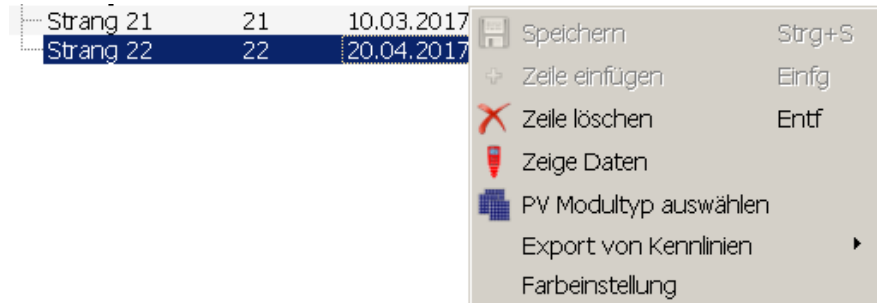 Strang 21 21 10.03.2017
Strang 22 22 20.04.2017
Speichern Strg+S
Zeile einfügen Einfg
Zeile löschen Entf
Zeige Daten
PV Modultyp auswählen
Export von Kennlinien
Farbeinstellung